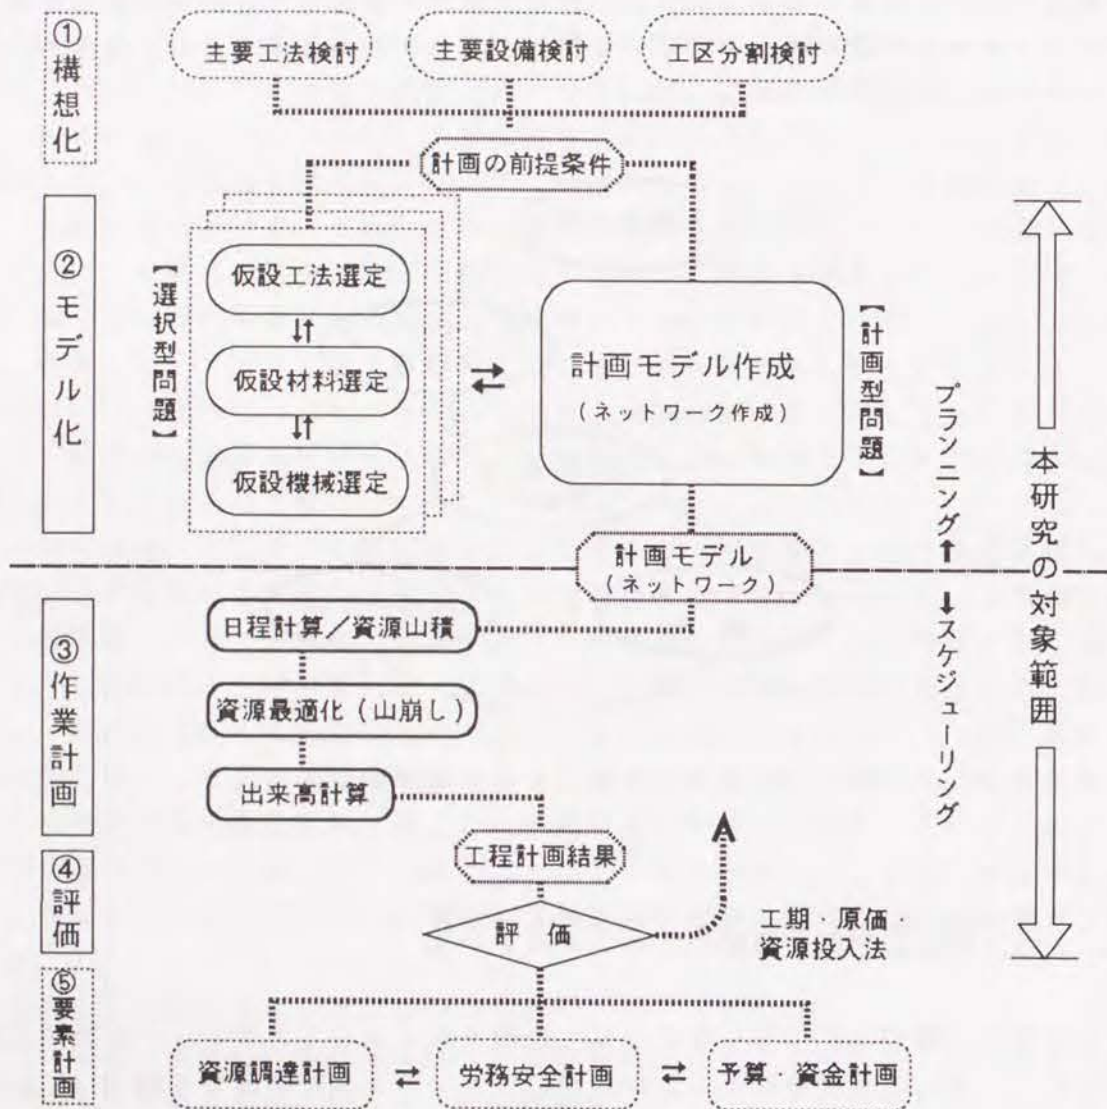 ①構想化
主要工法検討
主要設備検討
工区分割検討
計画の前提条件
②モデル化
【選択型問題】
仮設工法選定
⇅
仮設材料選定
⇅
仮設機械選定
⇄
計画モデル作成
(ネットワーク作成)
【計画型問題】
プランニング↑
↓スケジューリング
本研究の対象範囲
計画モデル
(ネットワーク)
③作業計画
日程計算/資源山積
資源最適化(山崩し)
出来高計算
工程計画結果
④評価
評 価
工期・原価
資源投入法
⑤要素計画
資源調達計画
⇄
労務安全計画
⇄
予算・資金計画